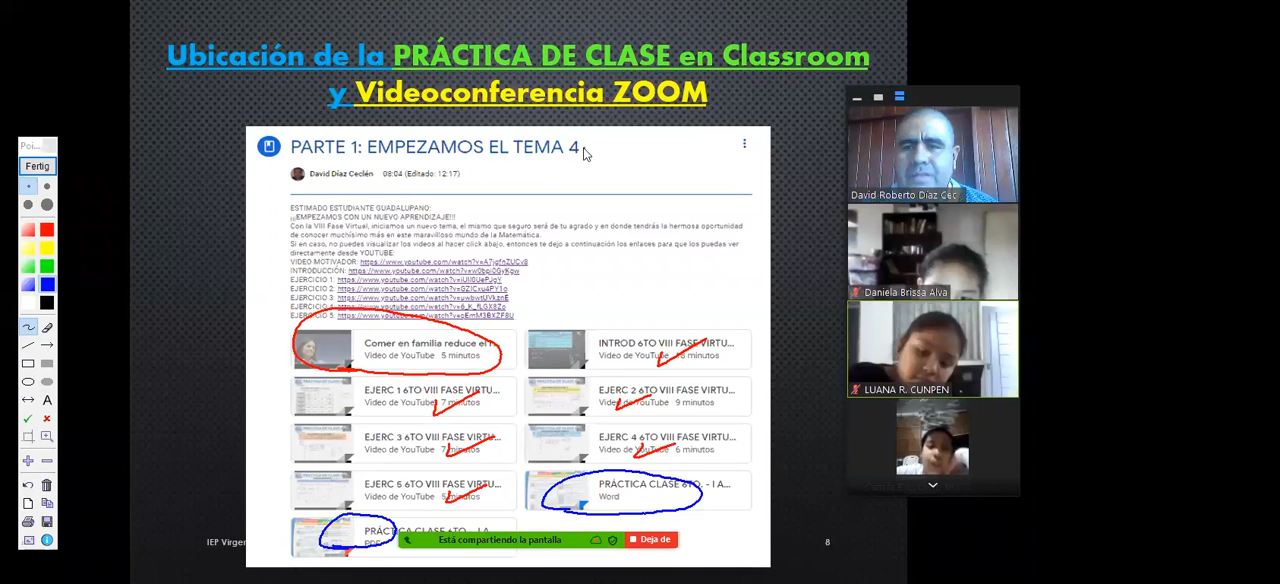 Ubicación de la PRÁCTICA DE CLASE en Classroom
y Videoconferencia ZOOM
Poi...
Fertig
A
PARTE 1: EMPEZAMOS EL TEMA 4
David Díaz Ceclén 08:04 (Editado: 12:17)
ESTIMADO ESTUDIANTE GUADALUPANO:
¡¡¡EMPEZAMOS CON UN NUEVO APRENDIZAJE!!!
Con la VIII Fase Virtual, iniciamos un nuevo tema, el mismo que seguro será de tu agrado y en donde tendrás la hermosa oportunidad
de conocer muchísimo más en este maravilloso mundo de la Matemática.
Si en caso, no puedes visualizar los videos al hacer click abajo, entonces te dejo a continuación los enlaces para que los puedas ver
directamente desde YOUTUBE:
VIDEO MOTIVADOR:
INTRODUCCIÓN:
EJERCICIO 1:
EJERCICIO 2:
EJERCICIO 3:
EJERCICIO 4:
EJERCICIO 5:
Comer en familia reduce el
Video de YouTube 5 minutos
INTROD 6TO VIII FASE VIRTU...
Video de YouTube minutos
EJERC 1 6TO VIII FASE VIRTU...
Video de YouTube 7 minutos
EJERC 2 6TO VIII FASE VIRTU...
Video de YouTube 9 minutos
EJERC 3 6TO VIII FASE VIRTU...
Video de YouTube 7 minutos
EJERC 4 6TO VIII FASE VIRTU...
Video de YouTube 6 minutos
EJERC 5 6TO VIII FASE VIRTU...
Video de YouTube 5 minutos
PRÁCTICA CLASE 6TO. - I A...
Word
PRÁCTICA CLASE 6TO. - I A
PDF
Está compartiendo la pantalla
Deja de
IEP Virgen
8
David Roberto Díaz Cec
Daniela Brissa Alva
LUANA R. CUNPEN